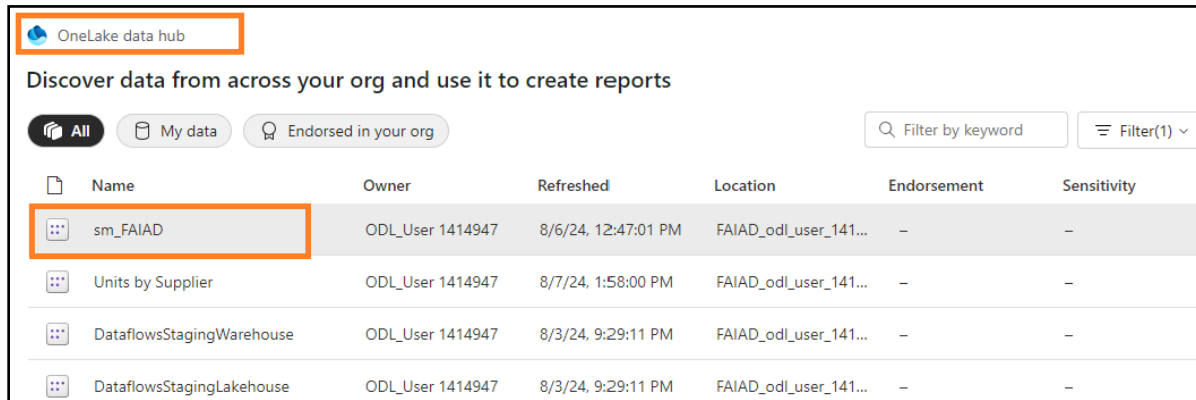 OneLake data hub
Discover data from across your org and use it to create reports
All My data Endorsed in your org Filter by keyword Filter(1)
Name Owner Refreshed Location Endorsement Sensitivity
sm_FAIAD ODL_User 1414947 8/6/24, 12:47:01 PM FAIAD_odl_user_141... – –
Units by Supplier ODL_User 1414947 8/7/24, 1:58:00 PM FAIAD_odl_user_141... – –
DataflowsStagingWarehouse ODL_User 1414947 8/3/24, 9:29:11 PM FAIAD_odl_user_141... – –
DataflowsStagingLakehouse ODL_User 1414947 8/3/24, 9:29:11 PM FAIAD_odl_user_141... – –